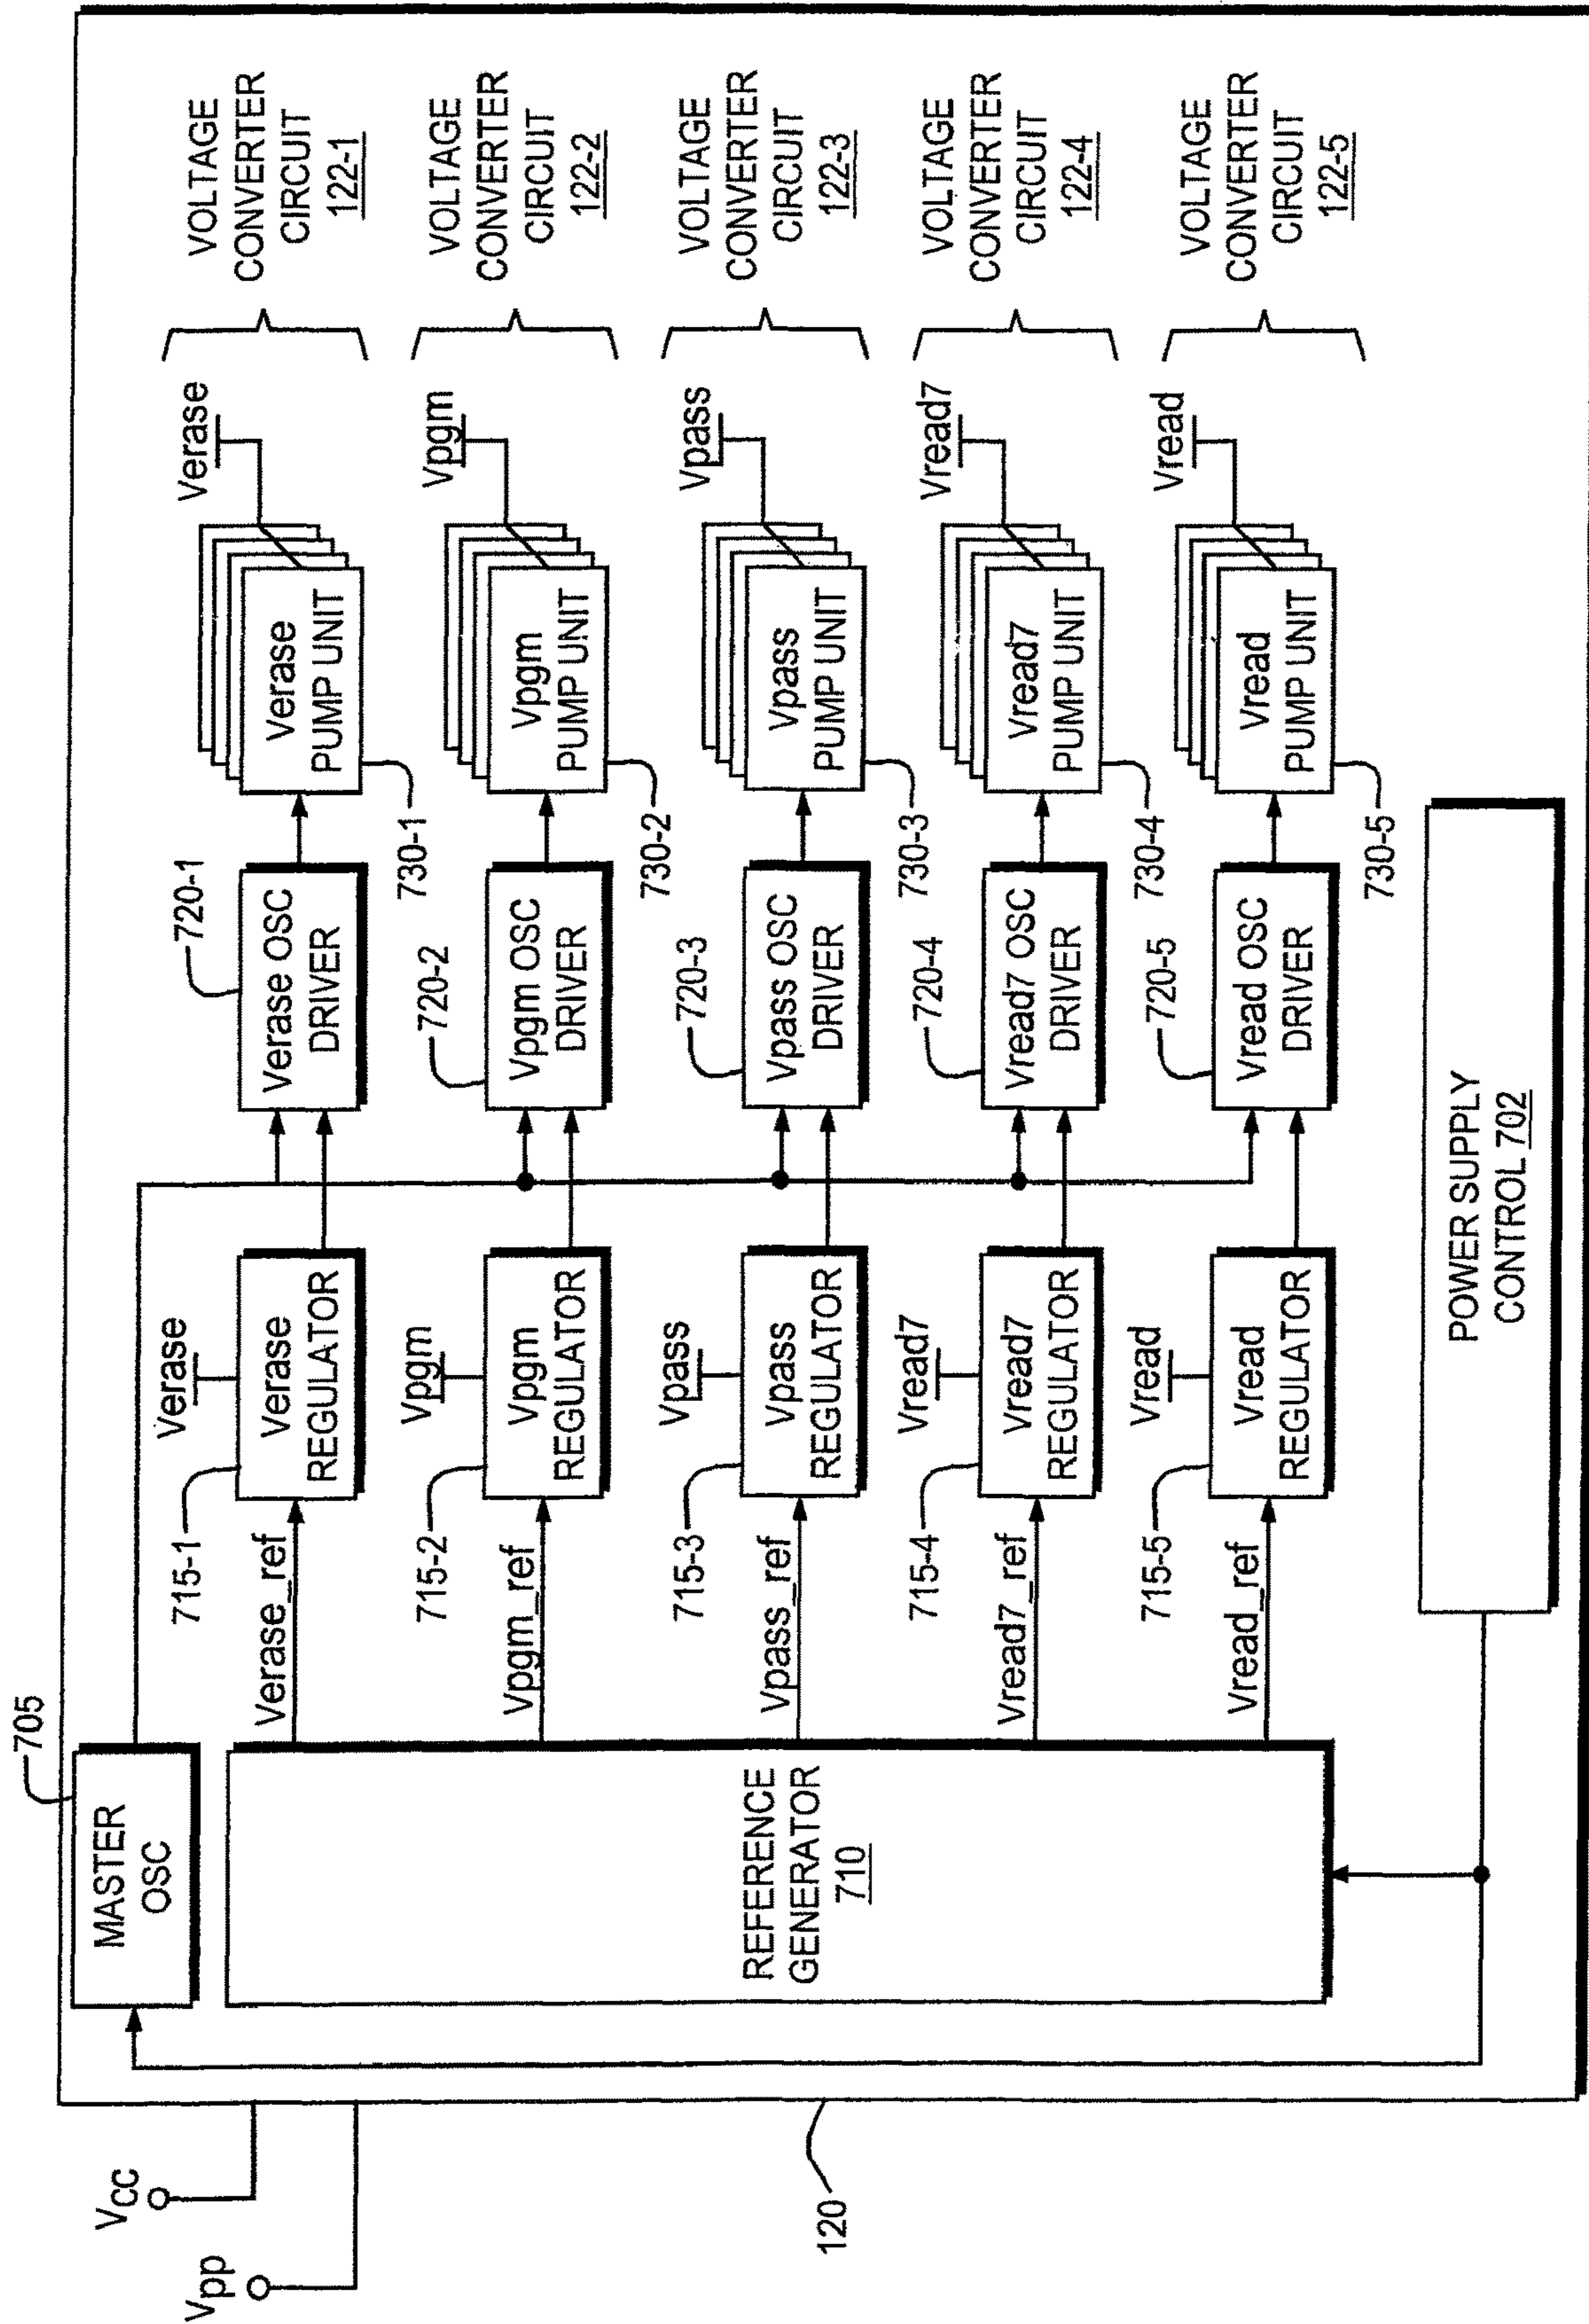 Vpp
Vcc
120
705
MASTER
OSC
REFERENCE
GENERATOR
710
Verase_ref
715-1
Verase
Verase
REGULATOR
720-1
Verase OSC
DRIVER
730-1
Verase
PUMP UNIT
Verase
VOLTAGE
CONVERTER
CIRCUIT
122-1
Vpgm_ref
715-2
Vpgm
Vpgm
REGULATOR
720-2
Vpgm OSC
DRIVER
730-2
Vpgm
PUMP UNIT
Vpgm
VOLTAGE
CONVERTER
CIRCUIT
122-2
Vpass_ref
715-3
Vpass
Vpass
REGULATOR
720-3
Vpass OSC
DRIVER
730-3
Vpass
PUMP UNIT
Vpass
VOLTAGE
CONVERTER
CIRCUIT
122-3
Vread7_ref
715-4
Vread7
Vread7
REGULATOR
720-4
Vread7 OSC
DRIVER
730-4
Vread7
PUMP UNIT
Vread7
VOLTAGE
CONVERTER
CIRCUIT
122-4
Vread_ref
715-5
Vread
Vread
REGULATOR
720-5
Vread OSC
DRIVER
730-5
Vread
PUMP UNIT
Vread
VOLTAGE
CONVERTER
CIRCUIT
122-5
POWER SUPPLY
CONTROL 702